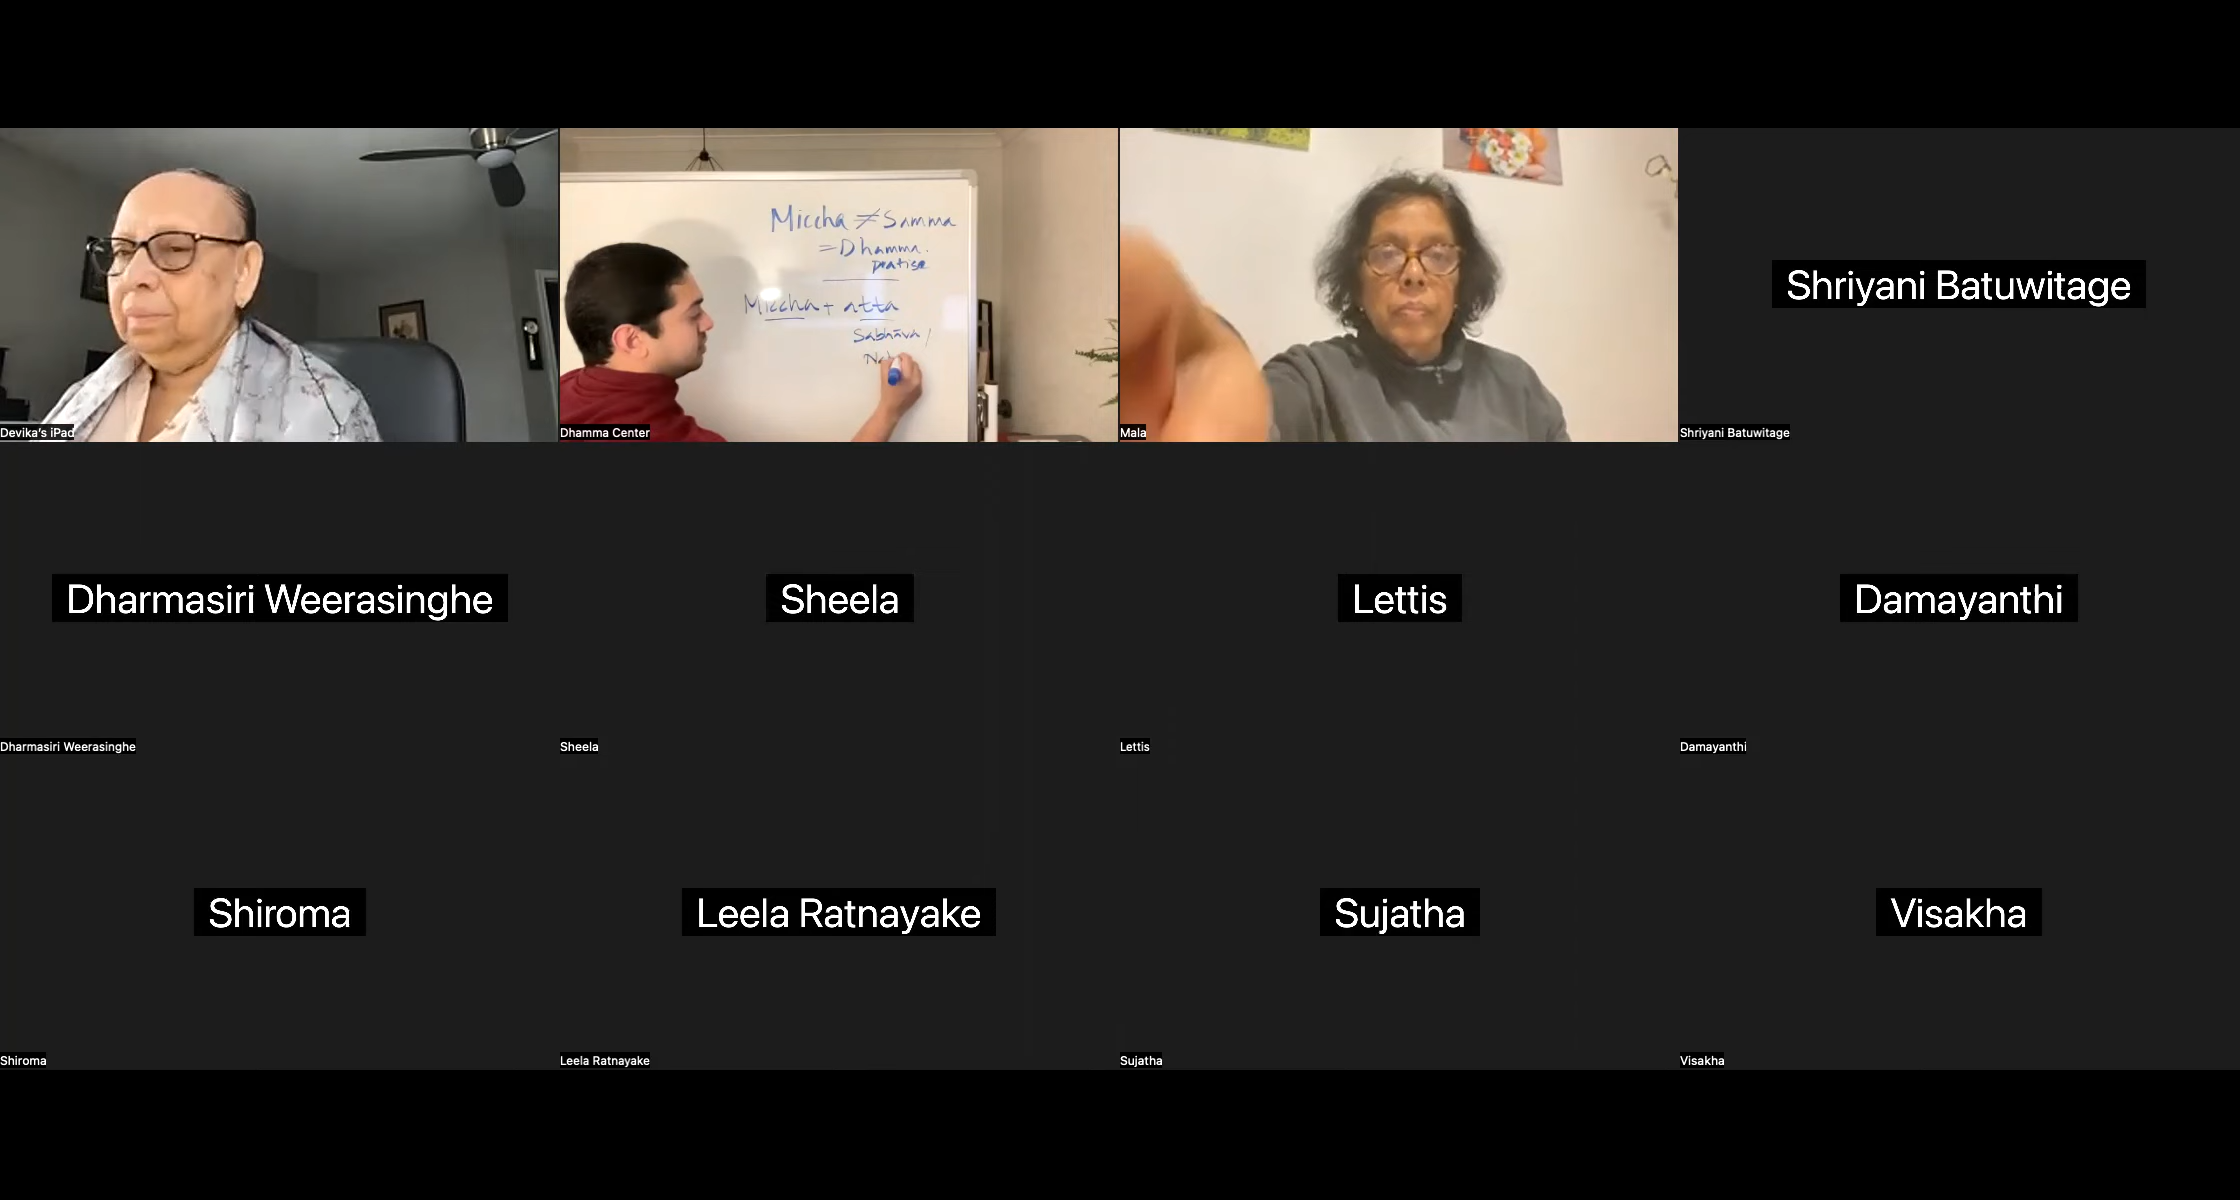 Miccha ≠ Samma
= Dhamma.
pratise
Miccha + atta
Sabhāva /
Devika's iPad
Dhamma Center
Mala
Shriyani Batuwitage
Shriyani Batuwitage
Dharmasiri Weerasinghe
Sheela
Lettis
Damayanthi
Dharmasiri Weerasinghe
Sheela
Lettis
Damayanthi
Shiroma
Leela Ratnayake
Sujatha
Visakha
Shiroma
Leela Ratnayake
Sujatha
Visakha